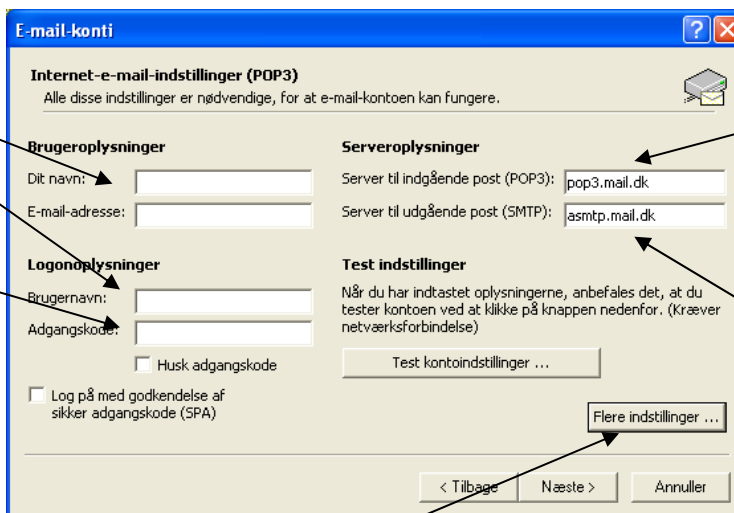 E-mail-konti
Internet-e-mail-indstillinger (POP3)
Alle disse indstillinger er nødvendige, for at e-mail-kontoen kan fungere.
Brugeroplysninger
Dit navn:
E-mail-adresse:
Serveroplysninger
Server til indgående post (POP3): pop3.mail.dk
Server til udgående post (SMTP): asmtp.mail.dk
Logonoplysninger
Brugernavn:
Adgangskode:
Husk adgangskode
Log på med godkendelse af
sikker adgangskode (SPA)
Test indstillinger
Når du har indtastet oplysningerne, anbefales det, at du
tester kontoen ved at klikke på knappen nedenfor. (Kræver
netværksforbindelse)
Test kontoindstillinger ...
Flere indstillinger ...
< Tilbage
Næste >
Annuller